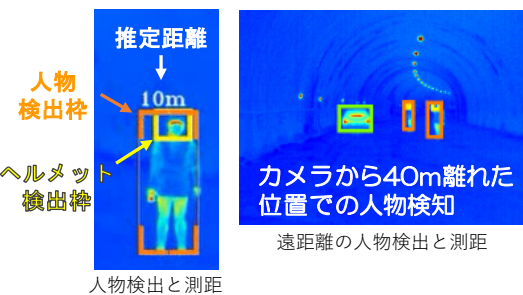 推定距離
10m
人物
検出枠
ヘルメット
検出枠
人物検出と測距
カメラから40m離れた
位置での人物検知
遠距離の人物検出と測距